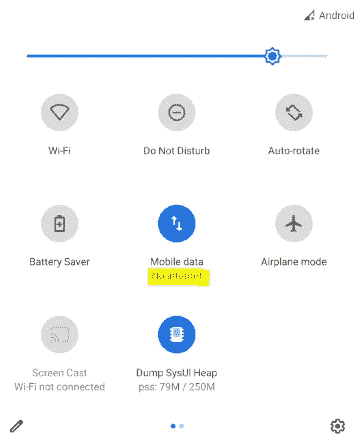 Android
Wi-Fi
Do Not Disturb
Auto-rotate
Battery Saver
Mobile data
Airplane mode
Screen Cast
Wi-Fi not connected
Dump SysUI Heap
pss: 79M / 250M